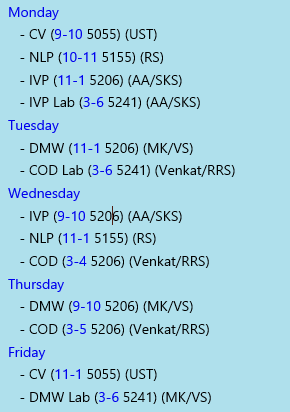 Monday
- CV (9-10 5055) (UST)
- NLP (10-11 5155) (RS)
- IVP (11-1 5206) (AA/SKS)
- IVP Lab (3-6 5241) (AA/SKS)
Tuesday
- DMW (11-1 5206) (MK/VS)
- COD Lab (3-6 5241) (Venkat/RRS)
Wednesday
- IVP (9-10 5206) (AA/SKS)
- NLP (11-1 5155) (RS)
- COD (3-4 5206) (Venkat/RRS)
Thursday
- DMW (9-10 5206) (MK/VS)
- COD (3-5 5206) (Venkat/RRS)
Friday
- CV (11-1 5055) (UST)
- DMW Lab (3-6 5241) (MK/VS)